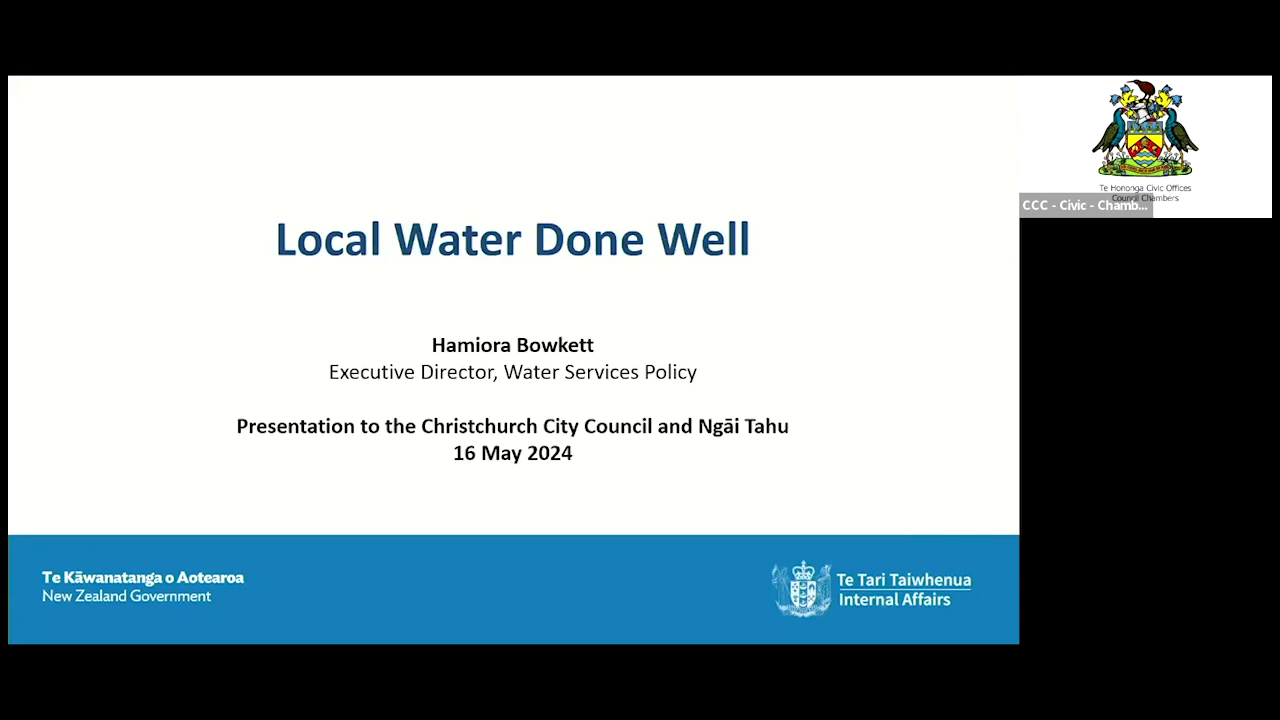 Local Water Done Well
Hamiora Bowkett
Executive Director, Water Services Policy
Presentation to the Christchurch City Council and Ngāi Tahu
16 May 2024
Te Kāwanatanga o Aotearoa
New Zealand Government
Te Tari Taiwhenua
Internal Affairs
Te Hononga Civic Offices
Council Chambers
CCC - Civic - Chamb...